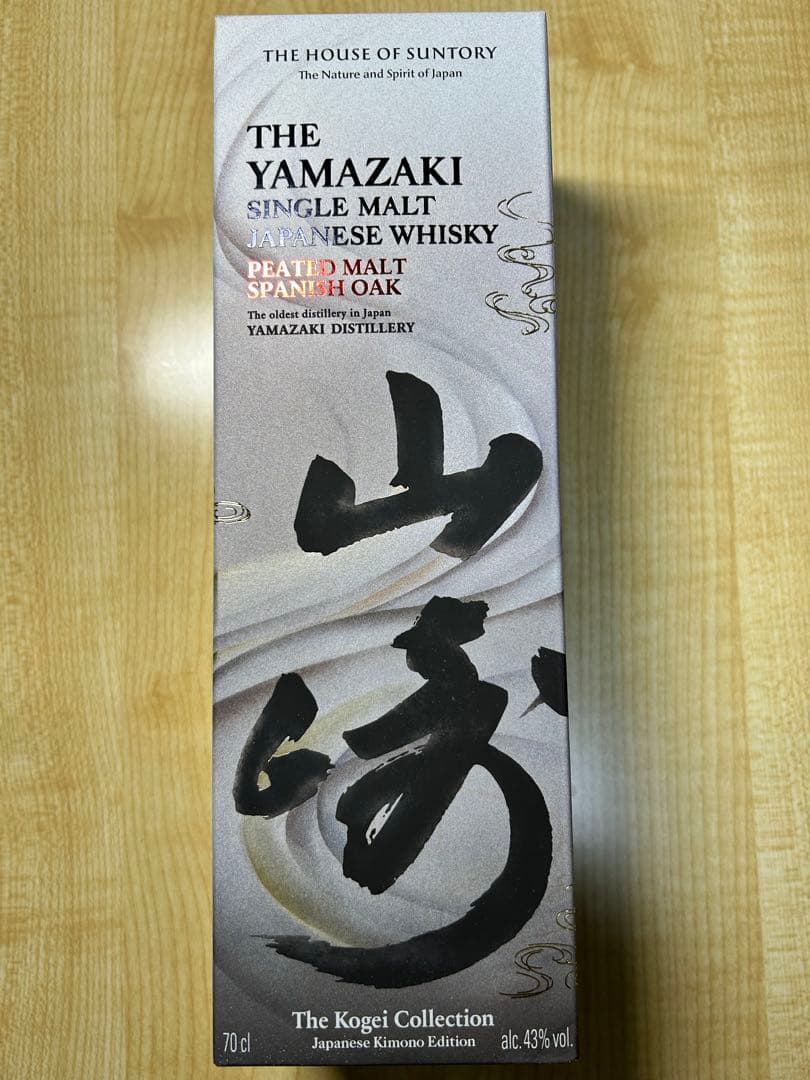 THE HOUSE OF SUNTORY
The Nature and Spirit of Japan
THE
YAMAZAKI
SINGLE MALT
JAPANESE WHISKY
PEATED MALT
SPANISH OAK
The oldest distillery in Japan
YAMAZAKI DISTILLERY
山
崎
The Kogei Collection
70 cl Japanese Kimono Edition alc.43% vol.